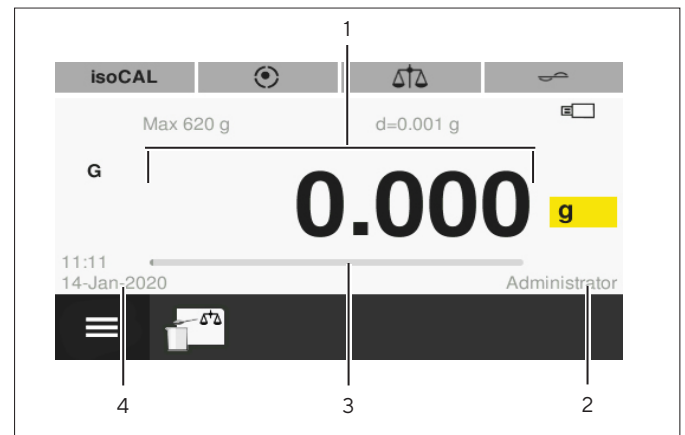 1
isoCAL
Max 620 g d=0.001 g
G
0.000 g
11:11
14-Jan-2020 Administrator
4 3 2